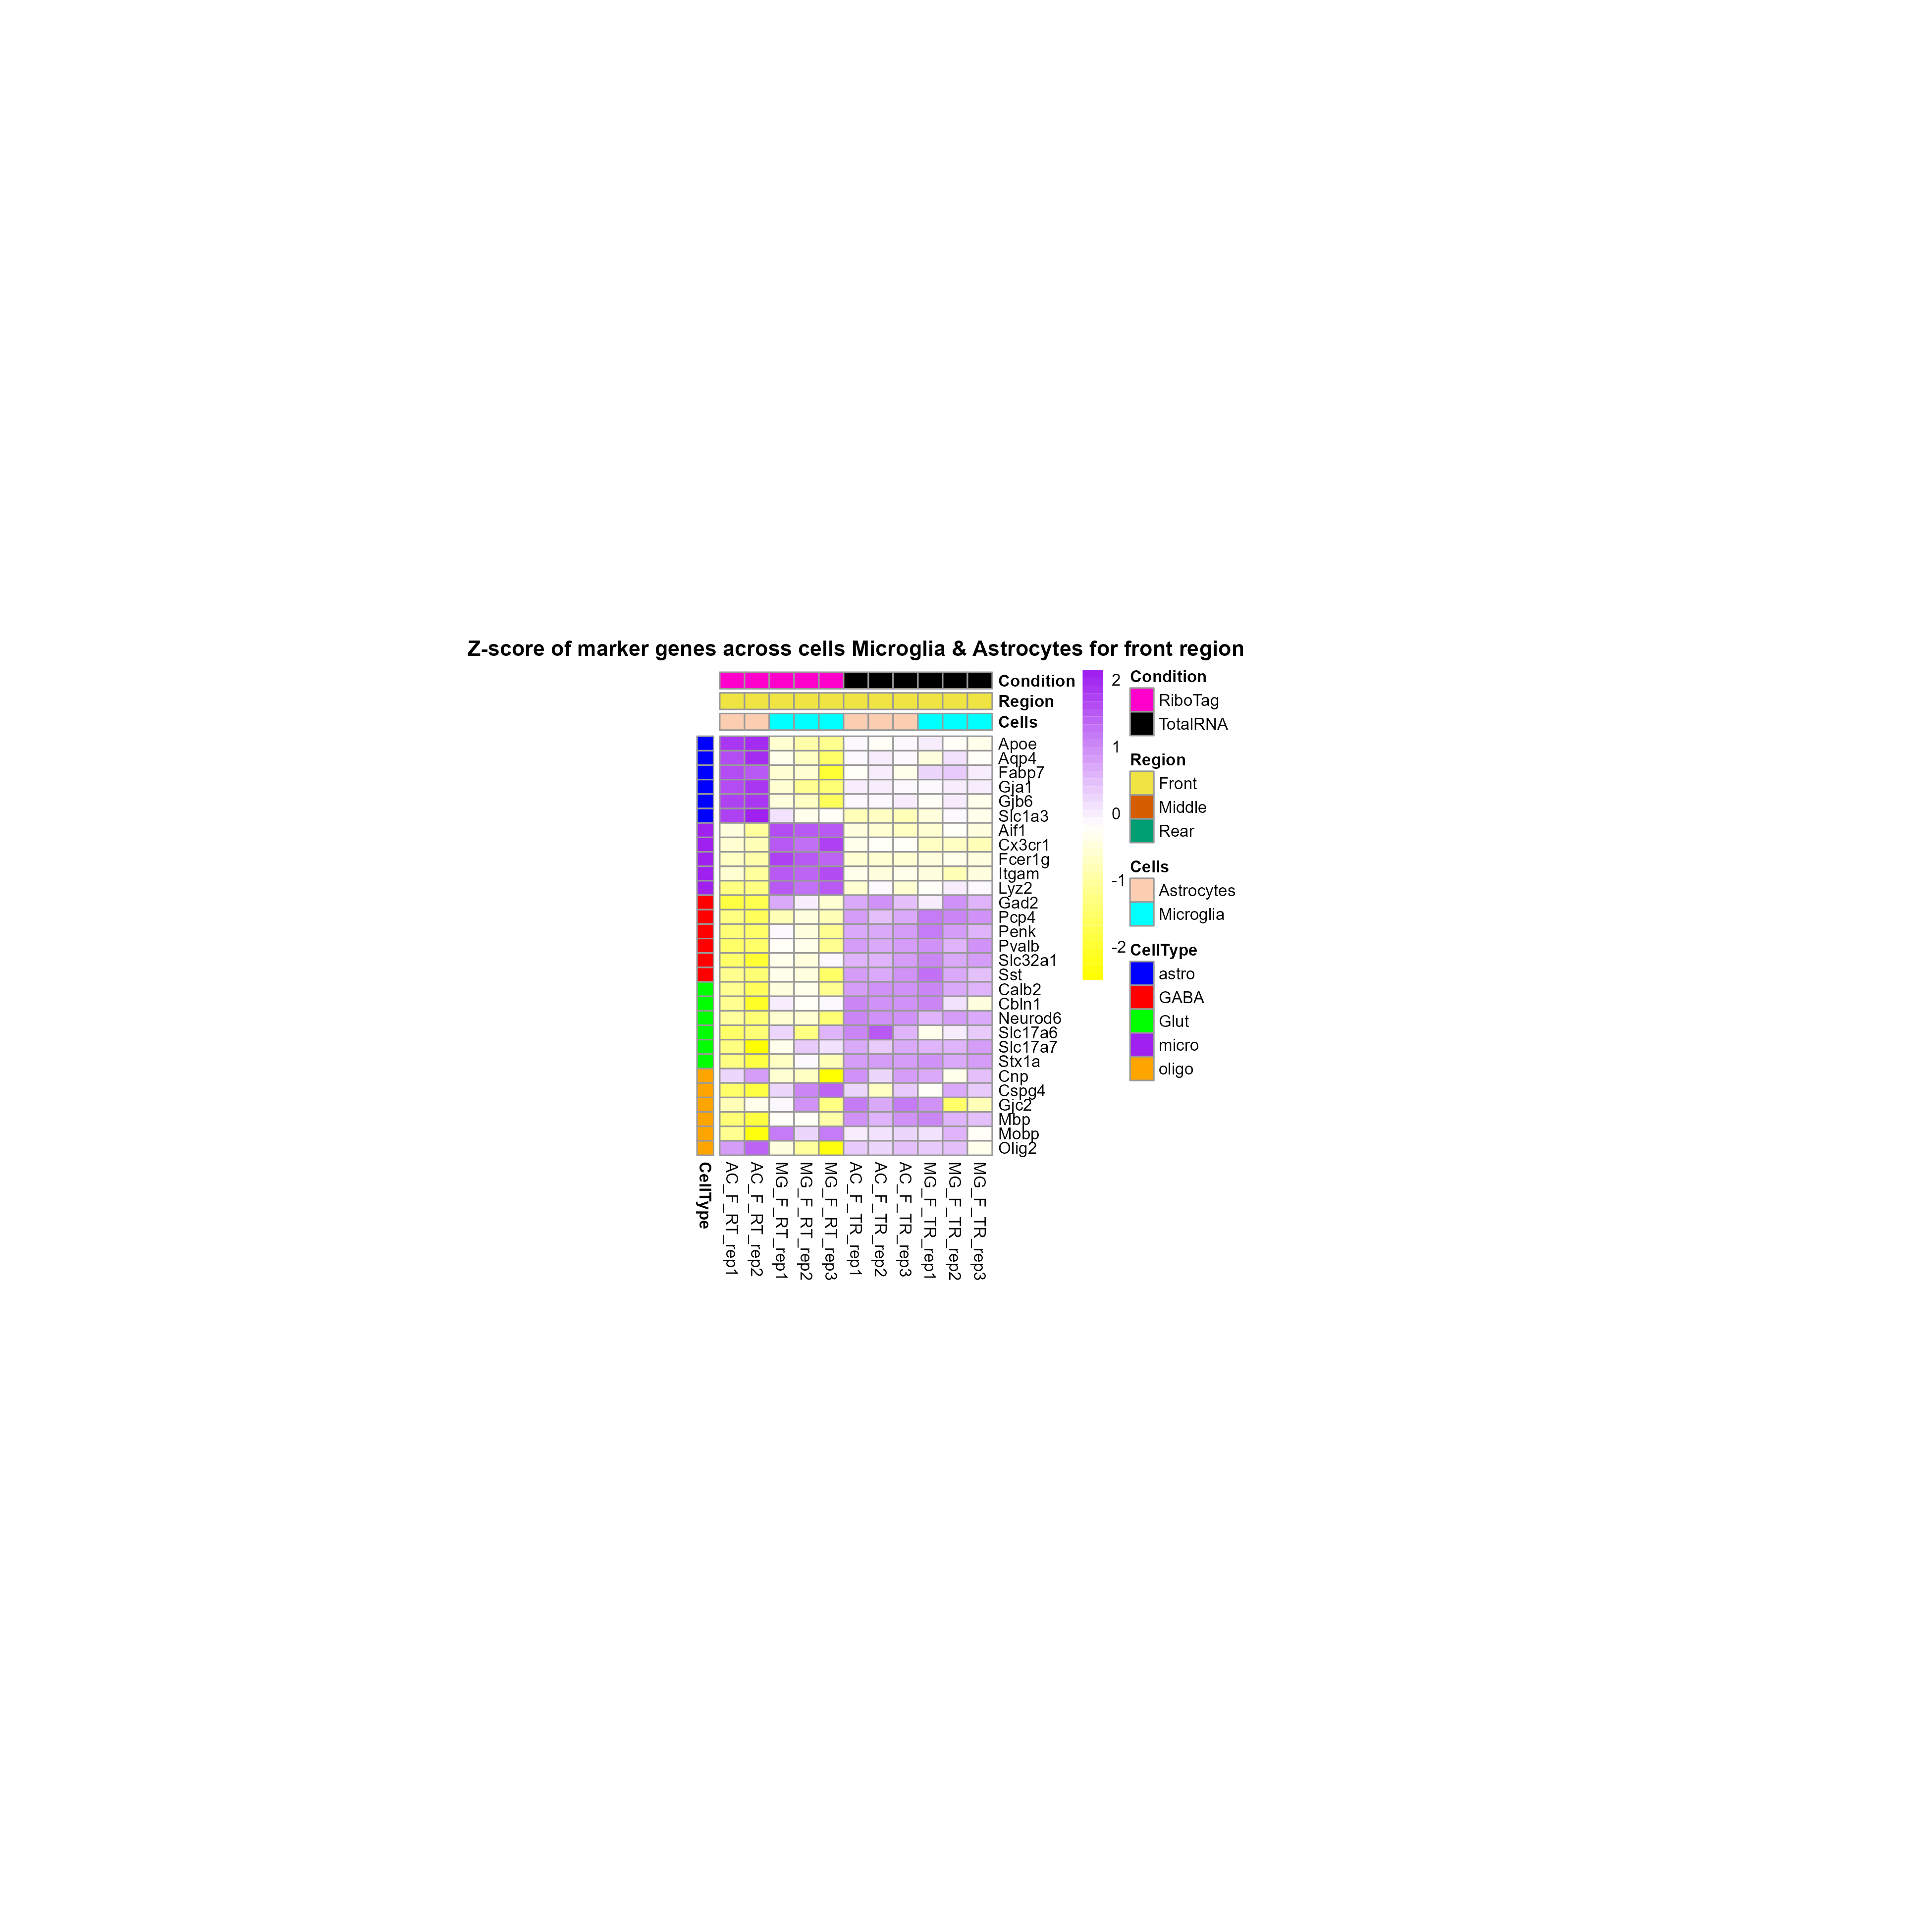 Z-score of marker genes across cells Microglia & Astrocytes for front region
Condition
Region
Cells
Apoe
Aqp4
Fabp7
Gja1
Gjb6
Slc1a3
Aif1
Cx3cr1
Fcer1g
Itgam
Lyz2
Gad2
Pcp4
Penk
Pvalb
Slc32a1
Sst
Calb2
Cbln1
Neurod6
Slc17a6
Slc17a7
Stx1a
Cnp
Cspg4
Gjc2
Mbp
Mobp
Olig2
CellType
AC_F_RT_rep1
AC_F_RT_rep2
MG_F_RT_rep1
MG_F_RT_rep2
MG_F_RT_rep3
AC_F_TR_rep1
AC_F_TR_rep2
AC_F_TR_rep3
MG_F_TR_rep1
MG_F_TR_rep2
MG_F_TR_rep3
2
1
0
-1
-2
Condition
RiboTag
TotalRNA
Region
Front
Middle
Rear
Cells
Astrocytes
Microglia
CellType
astro
GABA
Glut
micro
oligo